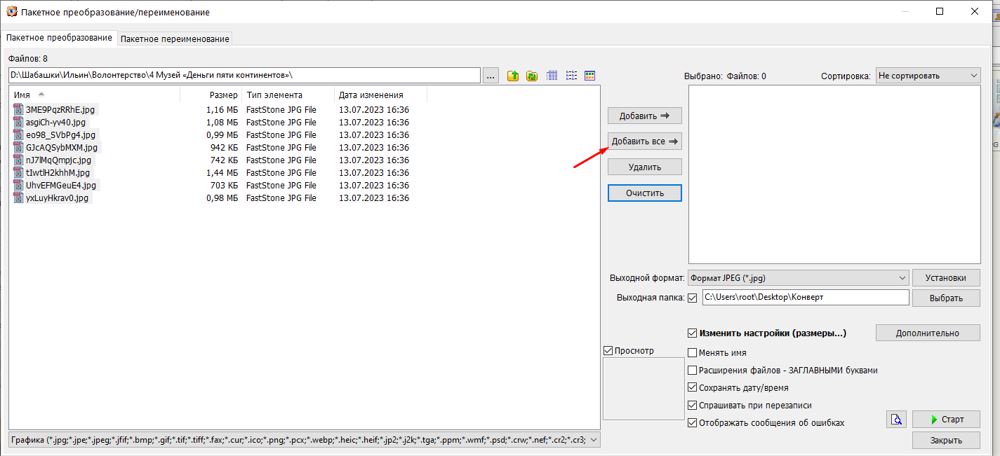 Пакетное преобразование/переименование
Пакетное преобразование Пакетное переименование
Файлов: 8
D:\Шабашки\Ильин\Волонтерство\4 Музей «Деньги пяти континентов»\ ...
Выбрано: Файлов: 0 Сортировка: Не сортировать
Имя Размер Тип элемента Дата изменения
3ME9PqzRRhE.jpg 1,16 МБ FastStone JPG File 13.07.2023 16:36
asgiCh-yv40.jpg 1,08 МБ FastStone JPG File 13.07.2023 16:36
eo98_SVbPg4.jpg 0,99 МБ FastStone JPG File 13.07.2023 16:36
GJcAQSybMXM.jpg 942 КБ FastStone JPG File 13.07.2023 16:36
nJ7lMqQmpjc.jpg 742 КБ FastStone JPG File 13.07.2023 16:36
tIwtlH2khhM.jpg 1,44 МБ FastStone JPG File 13.07.2023 16:36
UhvEFMGeuE4.jpg 703 КБ FastStone JPG File 13.07.2023 16:36
yxLuyHkrav0.jpg 0,98 МБ FastStone JPG File 13.07.2023 16:36
Добавить
Добавить все
Удалить
Очистить
Выходной формат: Формат JPEG (*.jpg) Установки
Выходная папка: C:\Users\root\Desktop\Конверт Выбрать
Изменить настройки (размеры...) Дополнительно
Просмотр
Менять имя
Расширения файлов - ЗАГЛАВНЫМИ буквами
Сохранять дату/время
Спрашивать при перезаписи
Отображать сообщения об ошибках
Старт
Закрыть
Графика (*.jpg;*.jpe;*.jpeg;*.jfif;*.bmp;*.gif;*.tif;*.tiff;*.fax;*.cur;*.ico;*.png;*.pcx;*.webp;*.heic;*.heif;*.jp2;*.j2k;*.tga;*.ppm;*.wmf;*.psd;*.crw;*.nef;*.cr2;*.cr3;